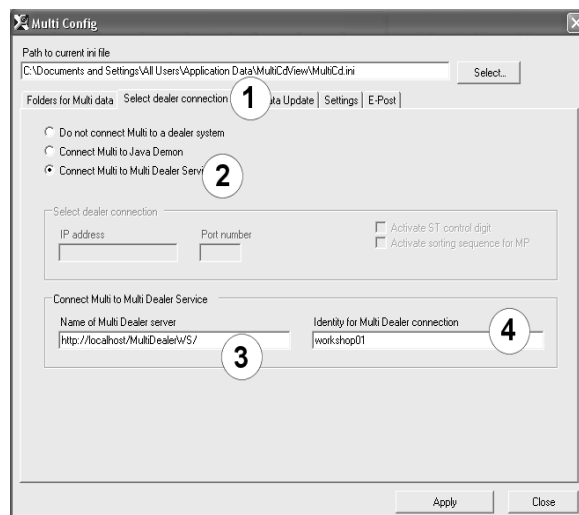 Multi Config
Path to current ini file
C:\Documents and Settings\All Users\Application Data\MultiCdView\MultiCd.ini Select...
Folders for Multi data Select dealer connection 1 Update Settings E-Post
Do not connect Multi to a dealer system
Connect Multi to Java Demon
Connect Multi to Multi Dealer 2
Select dealer connection
IP address Port number Activate ST control digit
Activate sorting sequence for MP
Connect Multi to Multi Dealer Service
Name of Multi Dealer server Identity for Multi Dealer connection 4
http://localhost/MultiDealerWS/ 3 workshop01
Apply Close